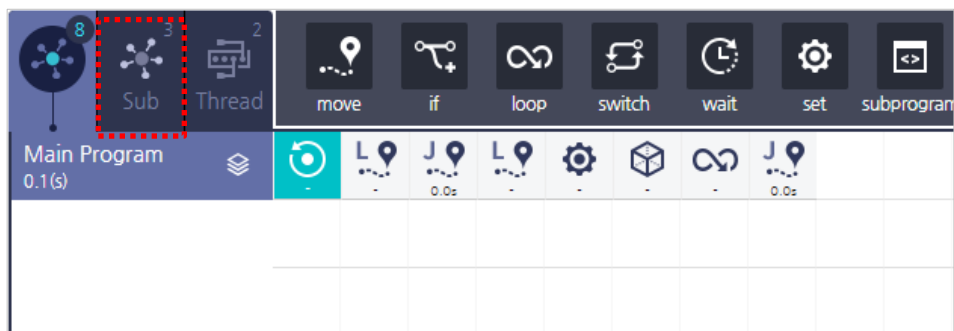 8
3
2
Sub
Thread
move
if
loop
switch
wait
set
subprogram
Main Program
0.1(s)
-
L
-
J
0.0s
L
-
-
-
-
J
0.0s